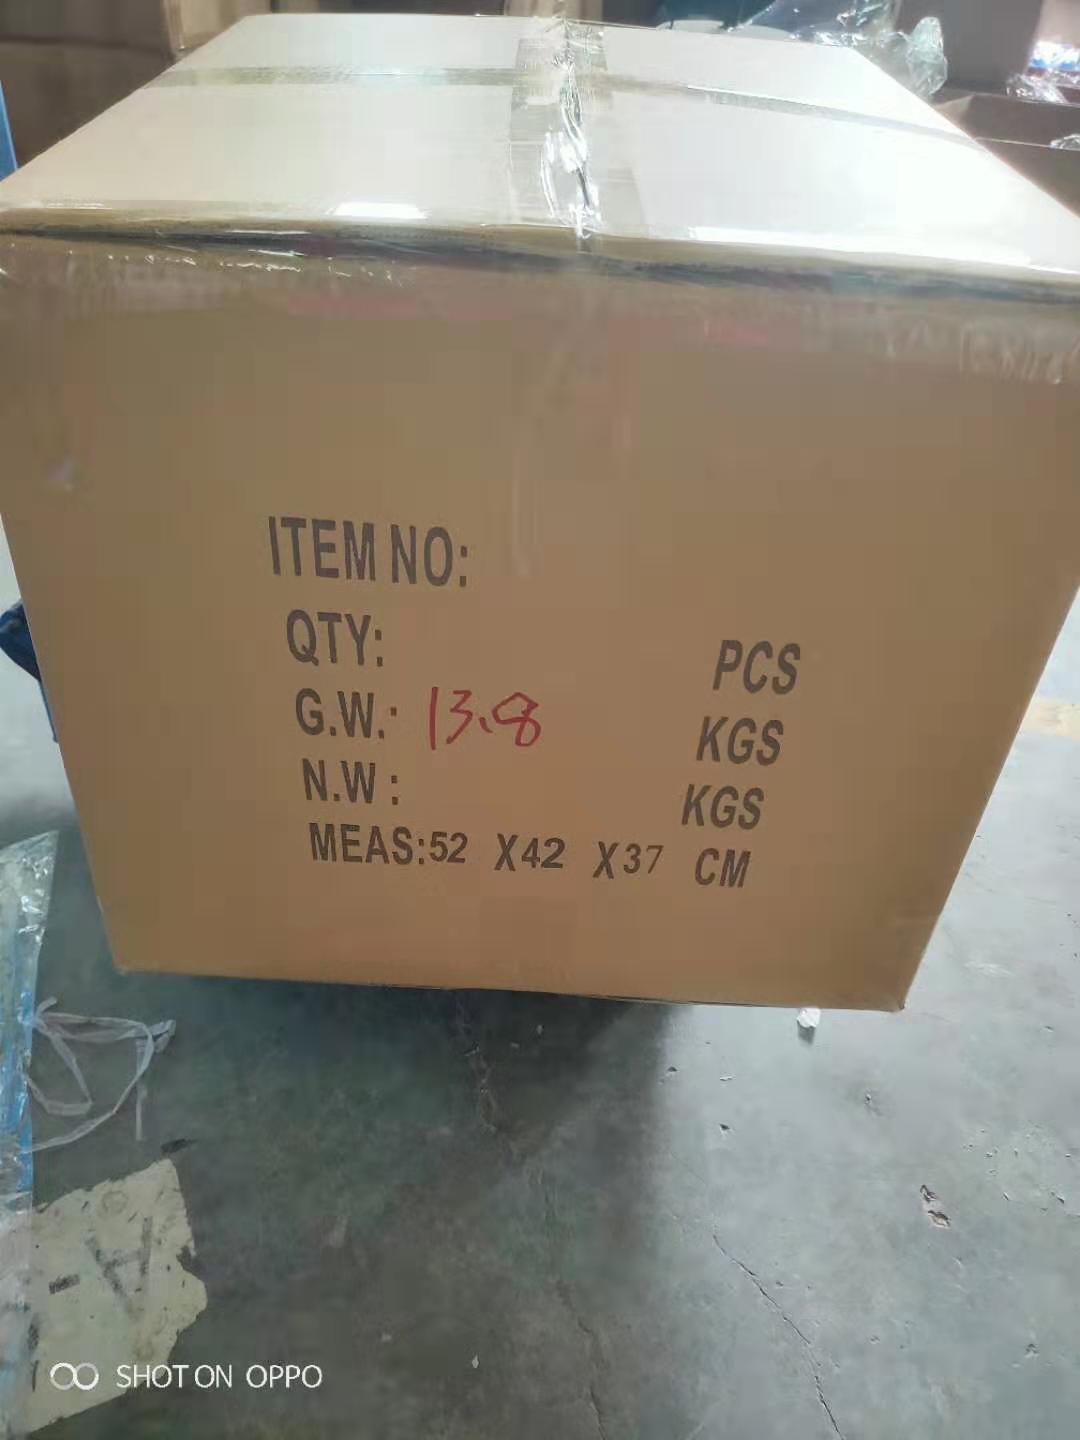 ITEM NO:
QTY: PCS
G.W.: 13.8 KGS
N.W: KGS
MEAS:52 X42 X37 CM
A-
SHOT ON OPPO